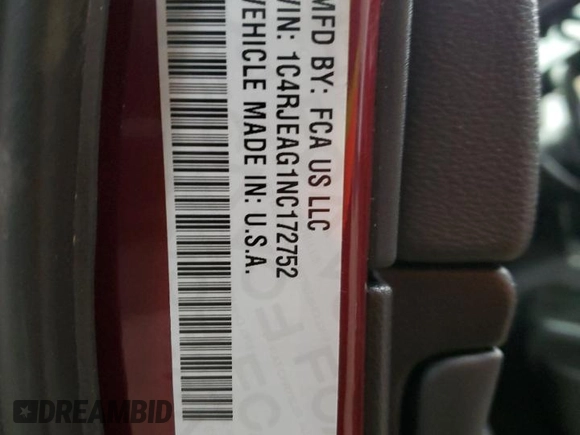 MFD BY: FCA US LLC
VIN: 1C4RJEAG1NC172752
VEHICLE MADE IN: U.S.A.
DREAMBID